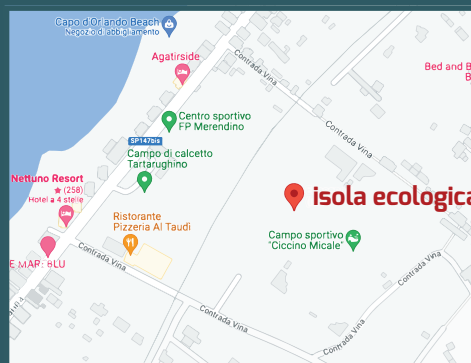 Capo d'Orlando Beach
Negozio di abbigliamento
Agatirside
Contrada Vina
Bed and B
B
Centro sportivo
FP Merendino
Contrada Vina
SP147bis
Campo di calcetto
Tartarughino
Nettuno Resort
(258)
Hotel a 4 stelle
isola ecologica
Ristorante
Pizzeria Al Taudi
Campo sportivo
"Ciccino Micale"
E MAR BLU
Contrada Vina
Contrada Vina
Contrada Vina